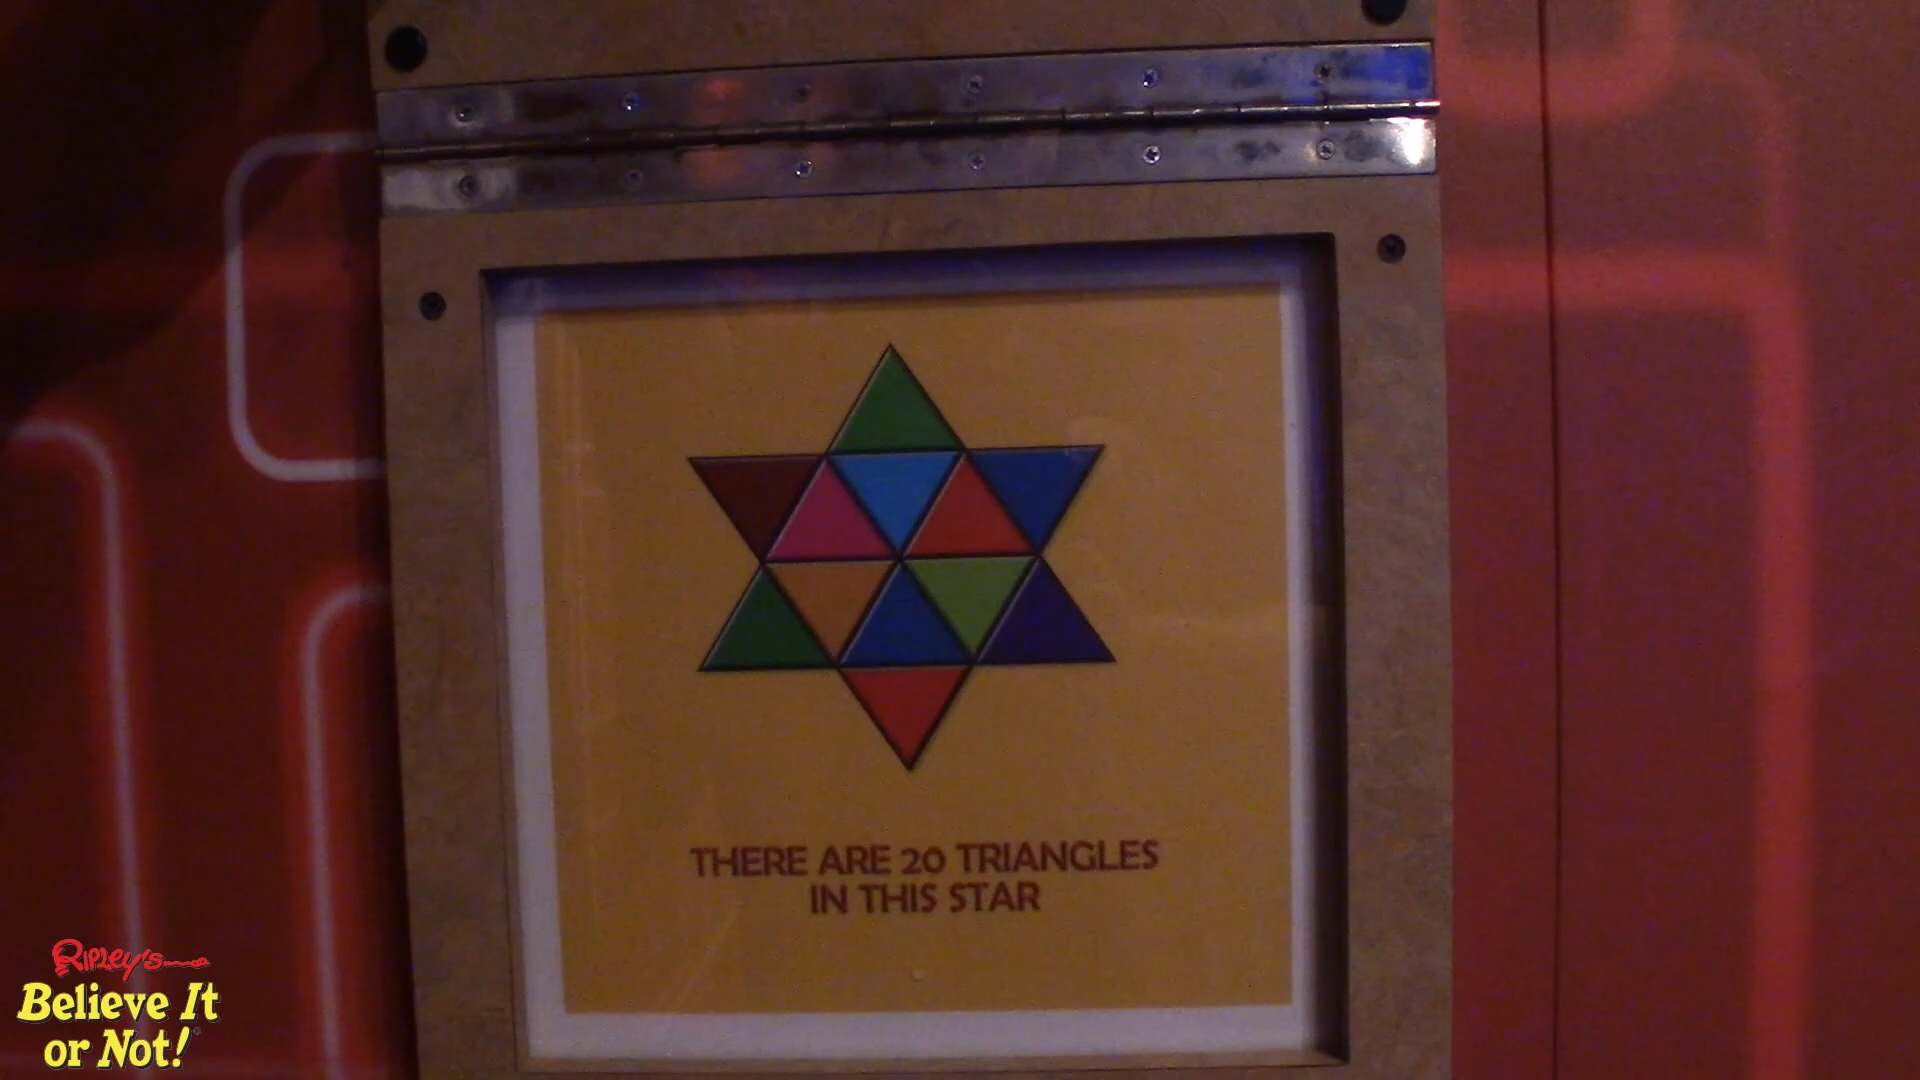 THERE ARE 20 TRIANGLES
IN THIS STAR
Ripley's
Believe It
or Not!